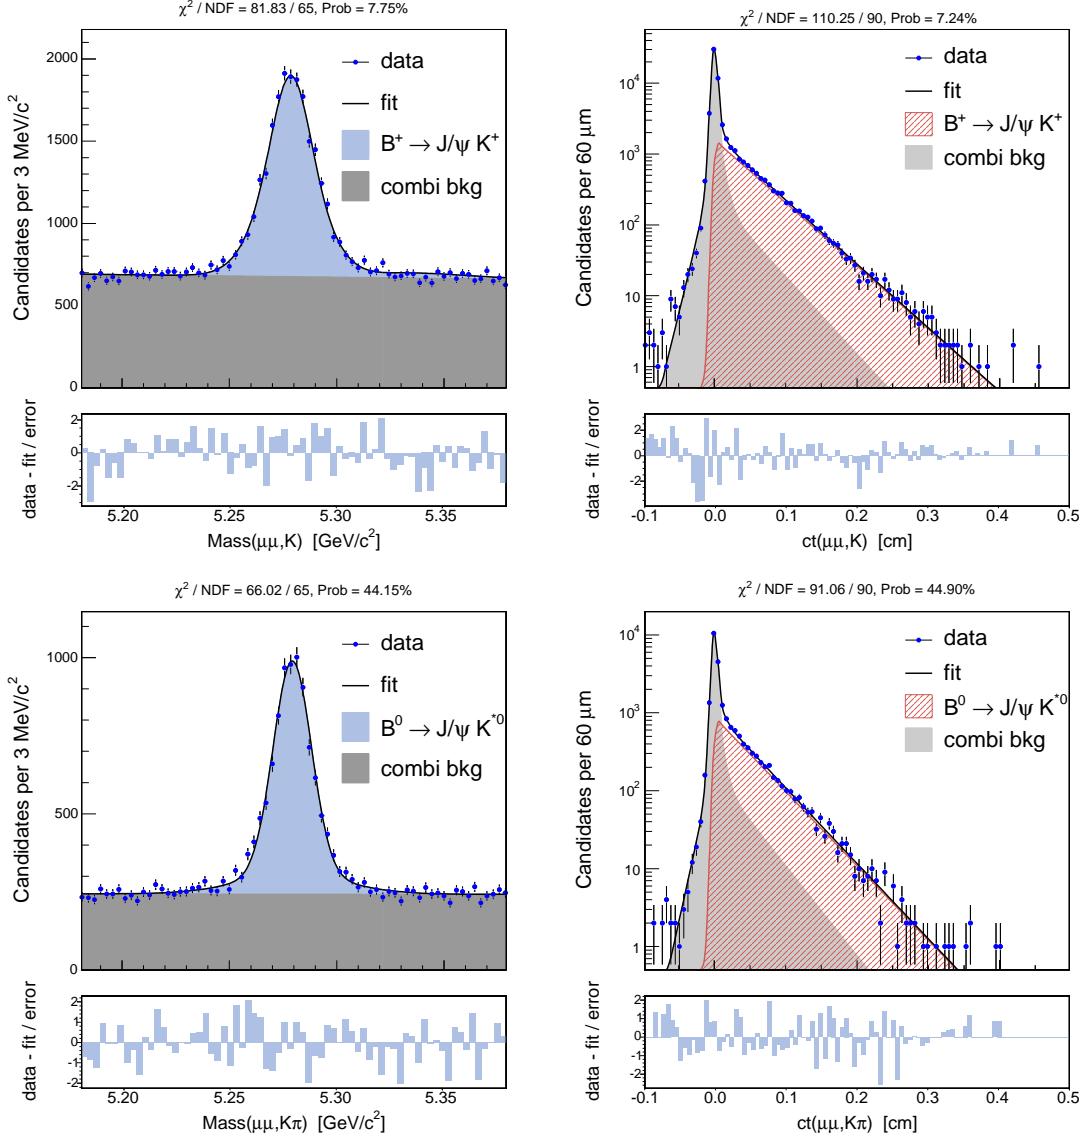 χ² / NDF = 81.83 / 65, Prob = 7.75%
Candidates per 3 MeV/c²
2000
1500
1000
500
0
data
fit
B⁺ → J/ψ K⁺
combi bkg
data - fit / error
2
0
-2
5.20
5.25
5.30
5.35
Mass(μμ,K) [GeV/c²]
χ² / NDF = 110.25 / 90, Prob = 7.24%
Candidates per 60 μm
10⁴
10³
10²
10
1
data
fit
B⁺ → J/ψ K⁺
combi bkg
data - fit / error
2
0
-2
-0.1
0.0
0.1
0.2
0.3
0.4
0.5
ct(μμ,K) [cm]
χ² / NDF = 66.02 / 65, Prob = 44.15%
Candidates per 3 MeV/c²
1000
500
0
data
fit
B⁰ → J/ψ K*⁰
combi bkg
data - fit / error
2
1
0
-1
-2
5.20
5.25
5.30
5.35
Mass(μμ,Kπ) [GeV/c²]
χ² / NDF = 91.06 / 90, Prob = 44.90%
Candidates per 60 μm
10⁴
10³
10²
10
1
data
fit
B⁰ → J/ψ K*⁰
combi bkg
data - fit / error
2
1
0
-1
-2
-0.1
0.0
0.1
0.2
0.3
0.4
0.5
ct(μμ,Kπ) [cm]